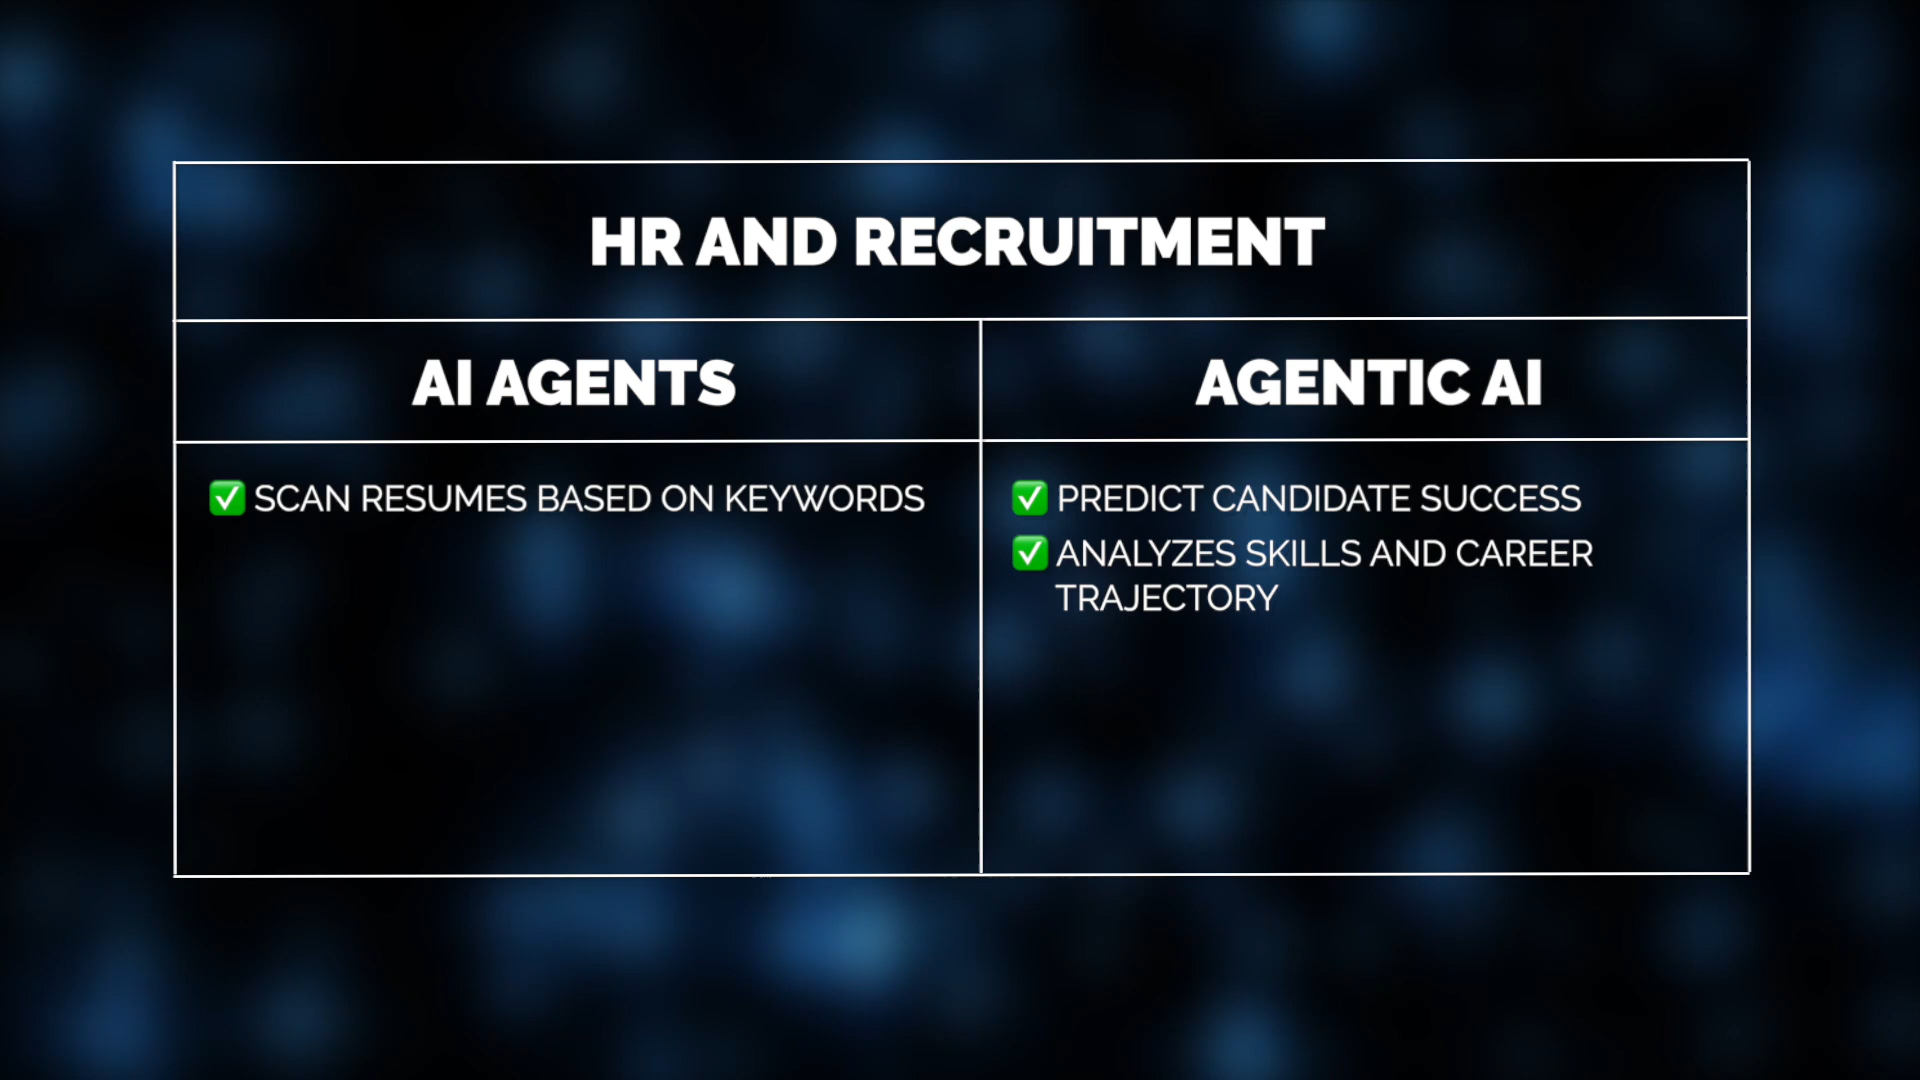 HR AND RECRUITMENT
AI AGENTS
AGENTIC AI
✅ SCAN RESUMES BASED ON KEYWORDS
✅ PREDICT CANDIDATE SUCCESS
✅ ANALYZES SKILLS AND CAREER
TRAJECTORY